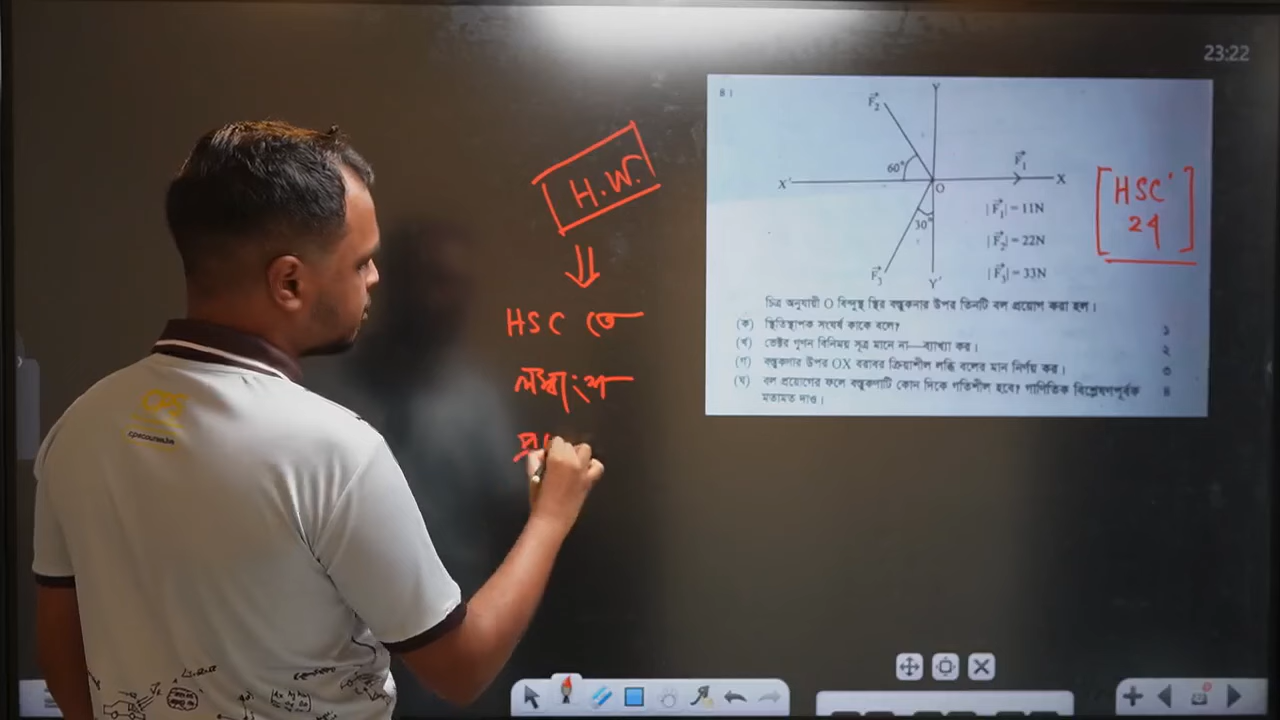 23:22
H.W.
HSC তে
লম্বাংশ
৪।
Y
F₂
60°
F₁
X'
O
X
30°
|F₁| = 11N
|F₂| = 22N
|F₃| = 33N
F₃
Y'
[HSC'
24]
চিত্র অনুযায়ী O বিন্দুস্থ স্থির বস্তুকনার উপর তিনটি বল প্রয়োগ করা হল।
(ক) স্থিতিস্থাপক সংঘর্ষ কাকে বলে? ১
(খ) ভেক্টর গুণন বিনিময় সূত্র মানে না—ব্যাখ্যা কর। ২
(গ) বস্তুকণার উপর OX বরাবর ক্রিয়াশীল লব্ধি বলের মান নির্ণয় কর। ৩
(ঘ) বল প্রয়োগের ফলে বস্তুকণাটি কোন দিকে গতিশীল হবে? গাণিতিক বিশ্লেষণপূর্বক ৪
মতামত দাও।
CPS